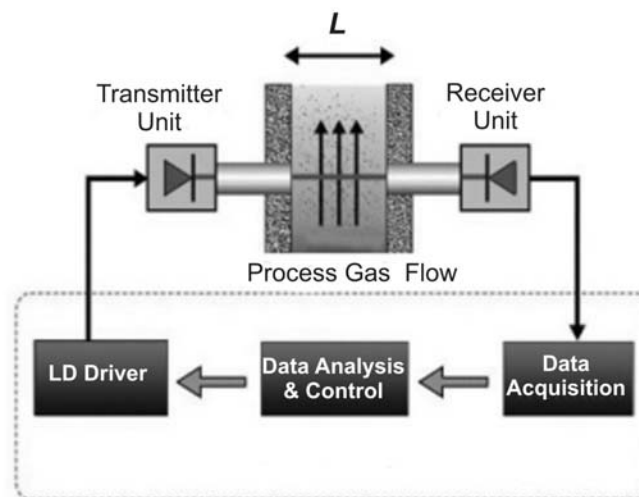 L
Transmitter
Unit
Receiver
Unit
Process Gas Flow
LD Driver
Data Analysis
& Control
Data
Acquisition